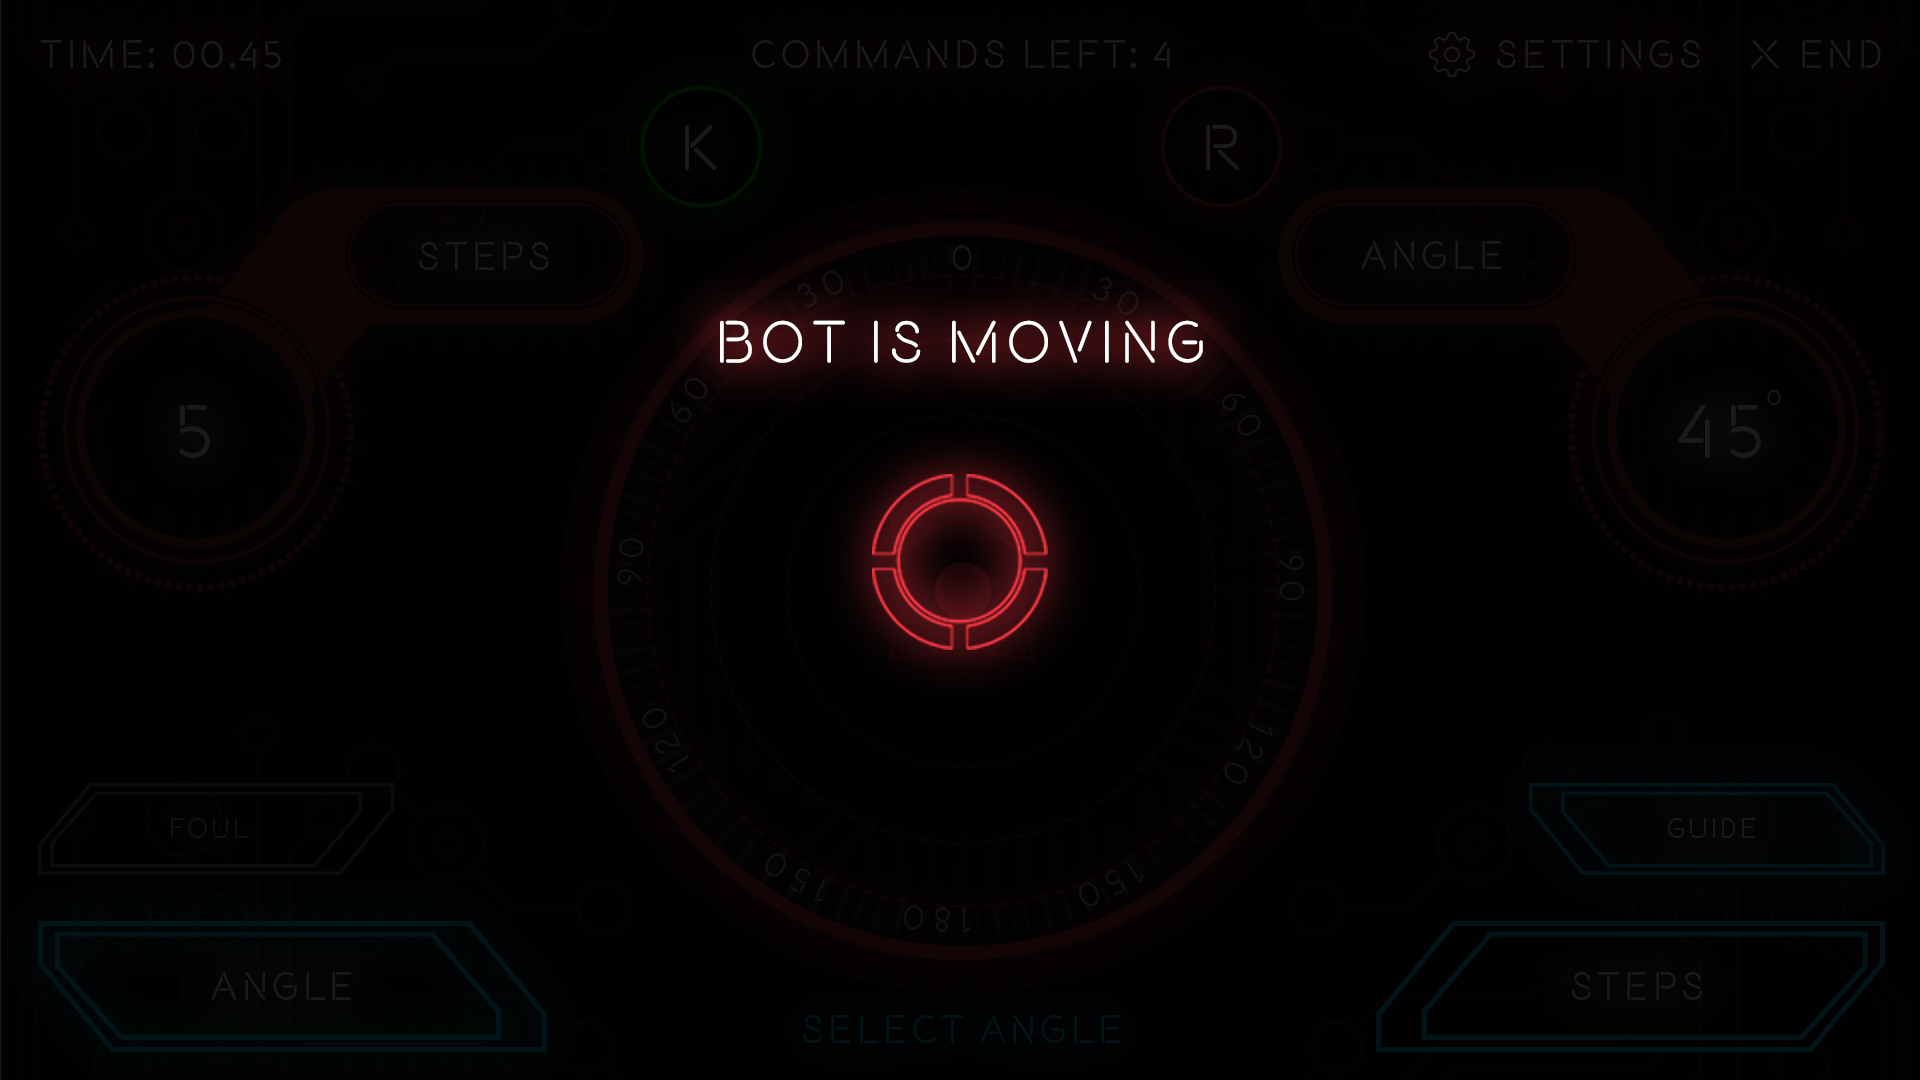 TIME: 00.45
COMMANDS LEFT: 4
SETTINGS
X END
K
R
STEPS
ANGLE
0
30
30
BOT IS MOVING
60
60
5
45°
90
90
120
120
150
150
180
FOUL
GUIDE
ANGLE
STEPS
SELECT ANGLE